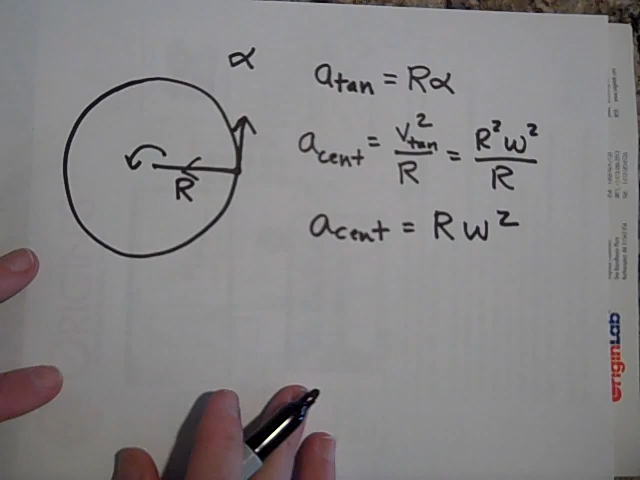 α
a_tan = Rα
a_cent = v_tan² / R = R²ω² / R
a_cent = Rω²
R
OriginLab